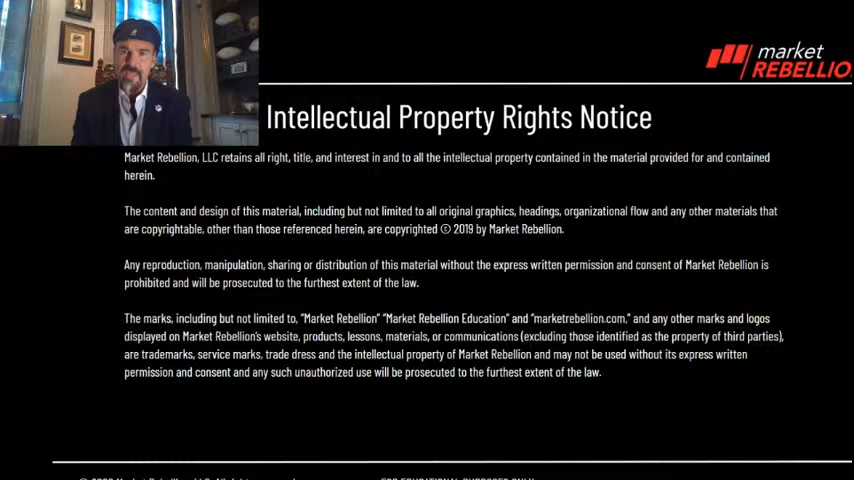 market
REBELLIO
Intellectual Property Rights Notice
Market Rebellion, LLC retains all right, title, and interest in and to all the intellectual property contained in the material provided for and contained
herein.
The content and design of this material, including but not limited to all original graphics, headings, organizational flow and any other materials that
are copyrightable, other than those referenced herein, are copyrighted © 2019 by Market Rebellion.
Any reproduction, manipulation, sharing or distribution of this material without the express written permission and consent of Market Rebellion is
prohibited and will be prosecuted to the furthest extent of the law.
The marks, including but not limited to, "Market Rebellion" "Market Rebellion Education" and "marketrebellion.com," and any other marks and logos
displayed on Market Rebellion's website, products, lessons, materials, or communications (excluding those identified as the property of third parties),
are trademarks, service marks, trade dress and the intellectual property of Market Rebellion and may not be used without its express written
permission and consent and any such unauthorized use will be prosecuted to the furthest extent of the law.
FOR EDUCATIONAL PURPOSES ONLY